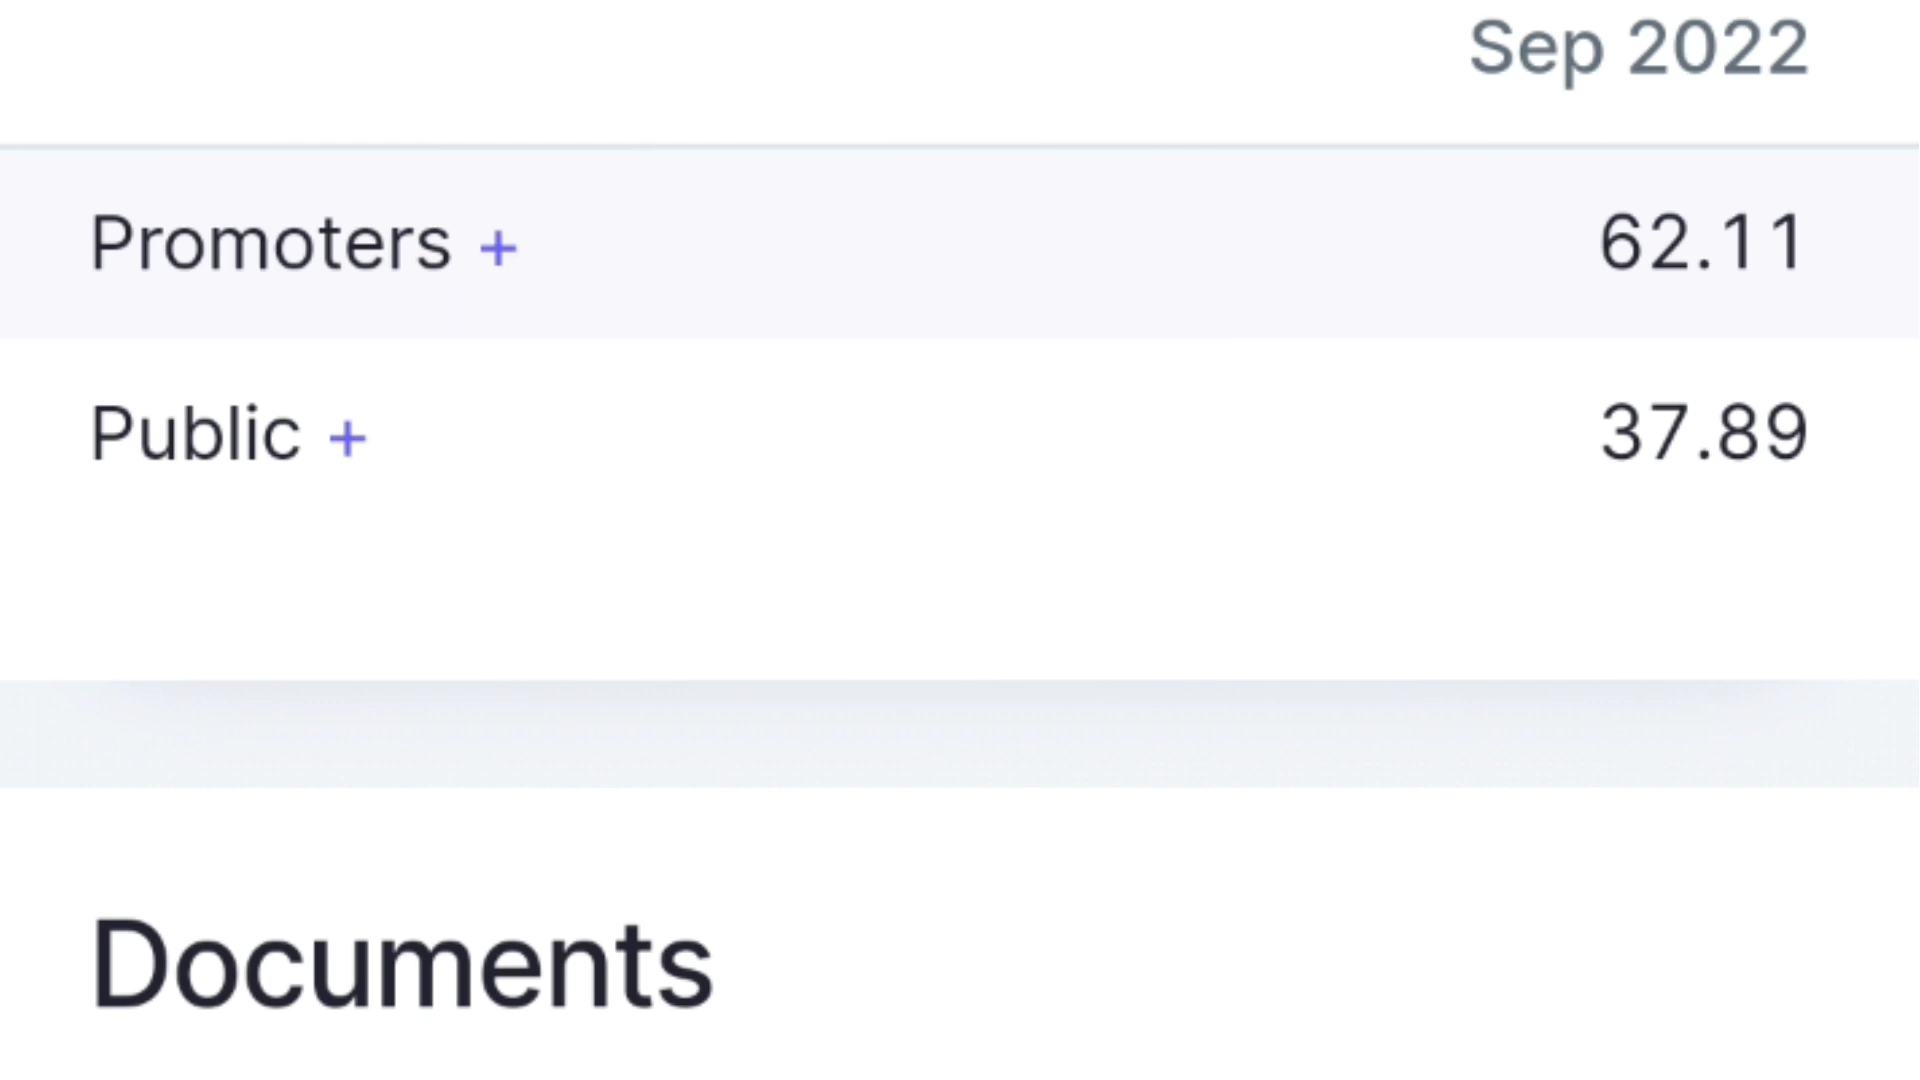 Sep 2022
Promoters + 62.11
Public + 37.89
Documents